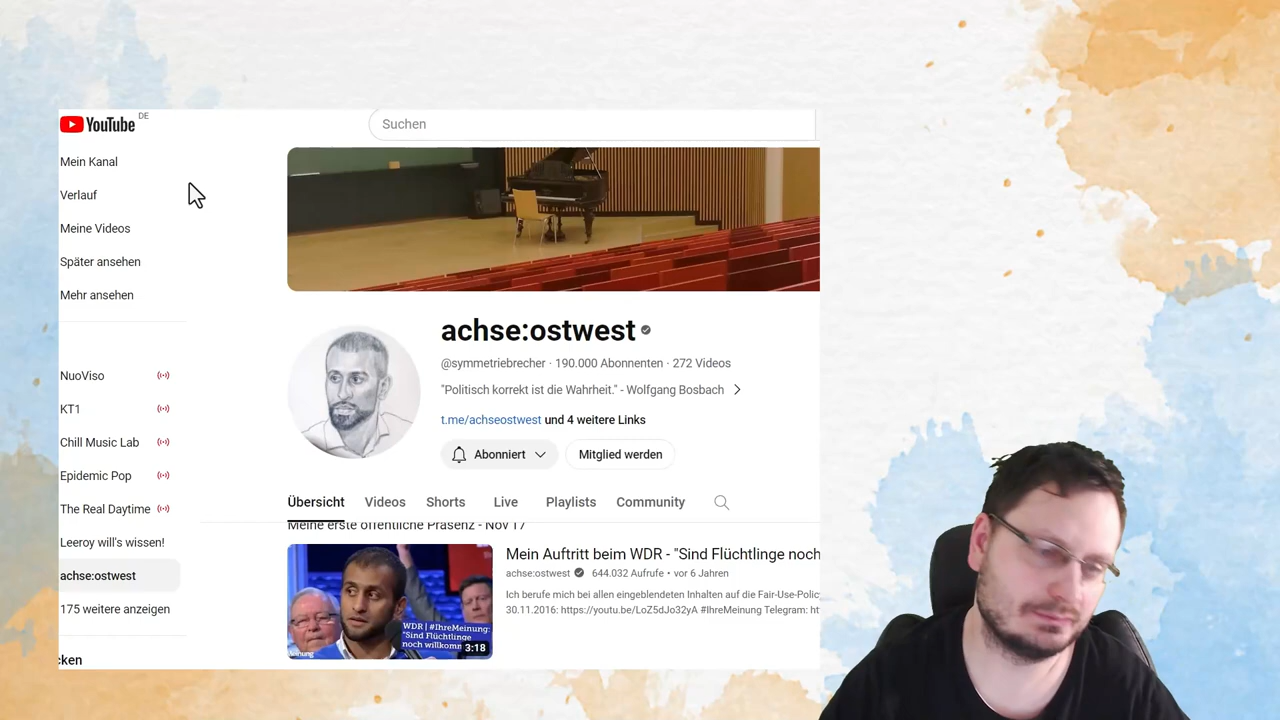 YouTube DE
Suchen
Mein Kanal
Verlauf
Meine Videos
Später ansehen
Mehr ansehen
NuoViso
KT1
Chill Music Lab
Epidemic Pop
The Real Daytime
Leeroy will's wissen!
achse:ostwest
175 weitere anzeigen
cken
achse:ostwest
@symmetriebrecher · 190.000 Abonnenten · 272 Videos
"Politisch korrekt ist die Wahrheit." - Wolfgang Bosbach
t.me/achseostwest und 4 weitere Links
Abonniert
Mitglied werden
Übersicht Videos Shorts Live Playlists Community
Meine erste öffentliche Präsenz - Nov 17
WDR | #IhreMeinung:
"Sind Flüchtlinge
noch willkomm
3:18
Mein Auftritt beim WDR - "Sind Flüchtlinge noch
achse:ostwest 644.032 Aufrufe • vor 6 Jahren
Ich berufe mich bei allen eingeblendeten Inhalten auf die Fair-Use-Policy
30.11.2016: https://youtu.be/LoZ5dJo32yA #IhreMeinung Telegram: ht